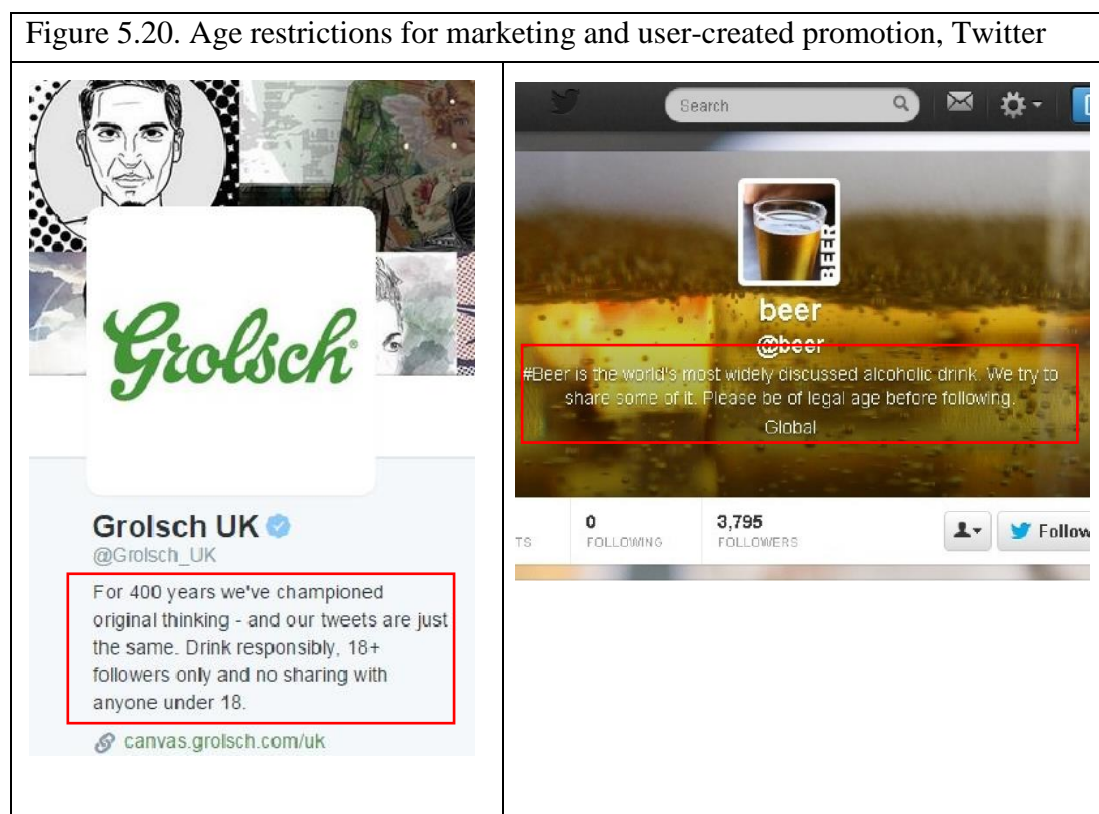 Figure 5.20. Age restrictions for marketing and user-created promotion, Twitter
Grolsch
Grolsch UK
@Grolsch_UK
For 400 years we've championed
original thinking - and our tweets are just
the same. Drink responsibly, 18+
followers only and no sharing with
anyone under 18.
canvas.grolsch.com/uk
Search
BEER
beer
@beer
#Beer is the world's most widely discussed alcoholic drink. We try to
share some of it. Please be of legal age before following.
Global
TS
0
FOLLOWING
3,795
FOLLOWERS
Follow